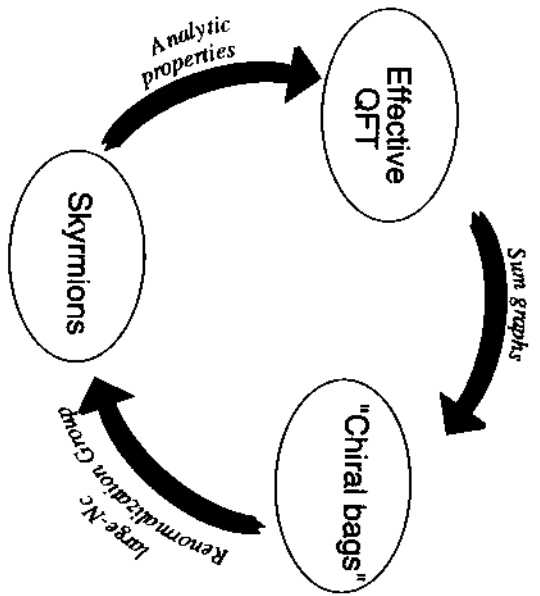 Analytic
properties
Effective
QFT
Sum graphs
"Chiral bags"
large-Nc
Renormalization Group
Skyrmions